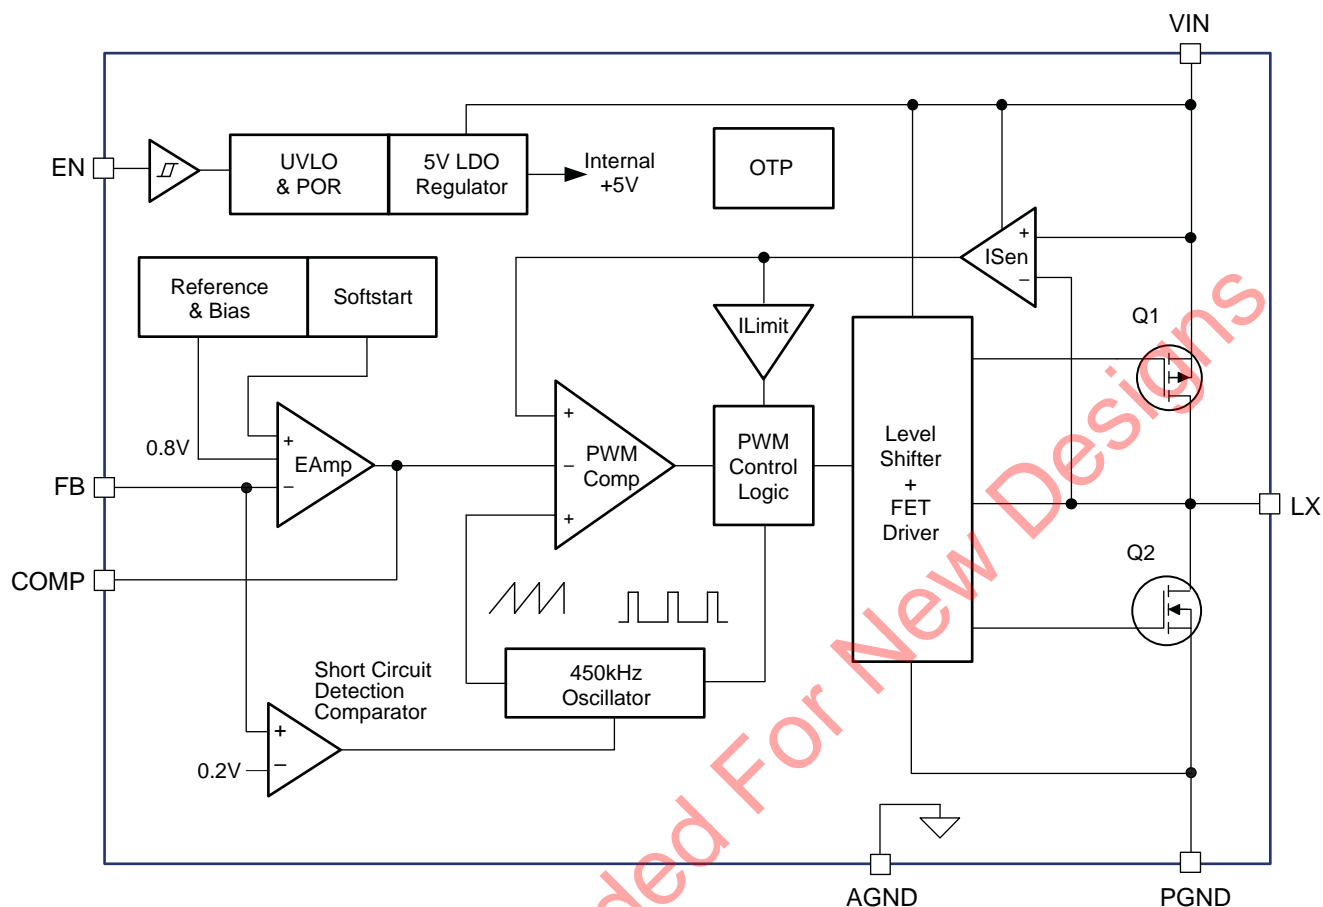 VIN
EN
UVLO
& POR
5V LDO
Regulator
Internal
+5V
OTP
+
ISen
−
Reference
& Bias
Softstart
ILimit
Q1
+
0.8V
EAmp
−
FB
+
−
PWM
Comp
+
PWM
Control
Logic
Level
Shifter
+
FET
Driver
LX
COMP
Q2
450kHz
Oscillator
Short Circuit
Detection
Comparator
+
0.2V
−
AGND
PGND
ded For New Designs